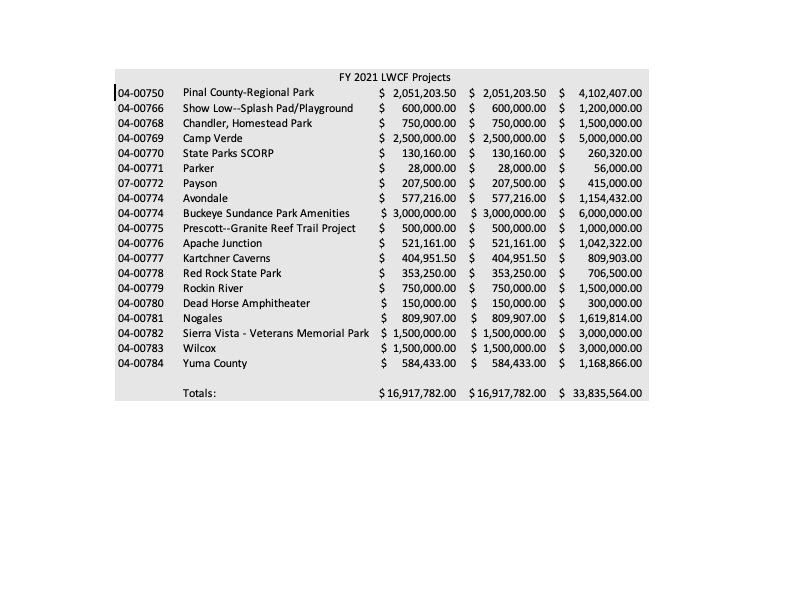 FY 2021 LWCF Projects
04-00750 Pinal County-Regional Park $ 2,051,203.50 $ 2,051,203.50 $ 4,102,407.00
04-00766 Show Low--Splash Pad/Playground $ 600,000.00 $ 600,000.00 $ 1,200,000.00
04-00768 Chandler, Homestead Park $ 750,000.00 $ 750,000.00 $ 1,500,000.00
04-00769 Camp Verde $ 2,500,000.00 $ 2,500,000.00 $ 5,000,000.00
04-00770 State Parks SCORP $ 130,160.00 $ 130,160.00 $ 260,320.00
04-00771 Parker $ 28,000.00 $ 28,000.00 $ 56,000.00
07-00772 Payson $ 207,500.00 $ 207,500.00 $ 415,000.00
04-00774 Avondale $ 577,216.00 $ 577,216.00 $ 1,154,432.00
04-00774 Buckeye Sundance Park Amenities $ 3,000,000.00 $ 3,000,000.00 $ 6,000,000.00
04-00775 Prescott--Granite Reef Trail Project $ 500,000.00 $ 500,000.00 $ 1,000,000.00
04-00776 Apache Junction $ 521,161.00 $ 521,161.00 $ 1,042,322.00
04-00777 Kartchner Caverns $ 404,951.50 $ 404,951.50 $ 809,903.00
04-00778 Red Rock State Park $ 353,250.00 $ 353,250.00 $ 706,500.00
04-00779 Rockin River $ 750,000.00 $ 750,000.00 $ 1,500,000.00
04-00780 Dead Horse Amphitheater $ 150,000.00 $ 150,000.00 $ 300,000.00
04-00781 Nogales $ 809,907.00 $ 809,907.00 $ 1,619,814.00
04-00782 Sierra Vista - Veterans Memorial Park $ 1,500,000.00 $ 1,500,000.00 $ 3,000,000.00
04-00783 Wilcox $ 1,500,000.00 $ 1,500,000.00 $ 3,000,000.00
04-00784 Yuma County $ 584,433.00 $ 584,433.00 $ 1,168,866.00
Totals: $ 16,917,782.00 $ 16,917,782.00 $ 33,835,564.00